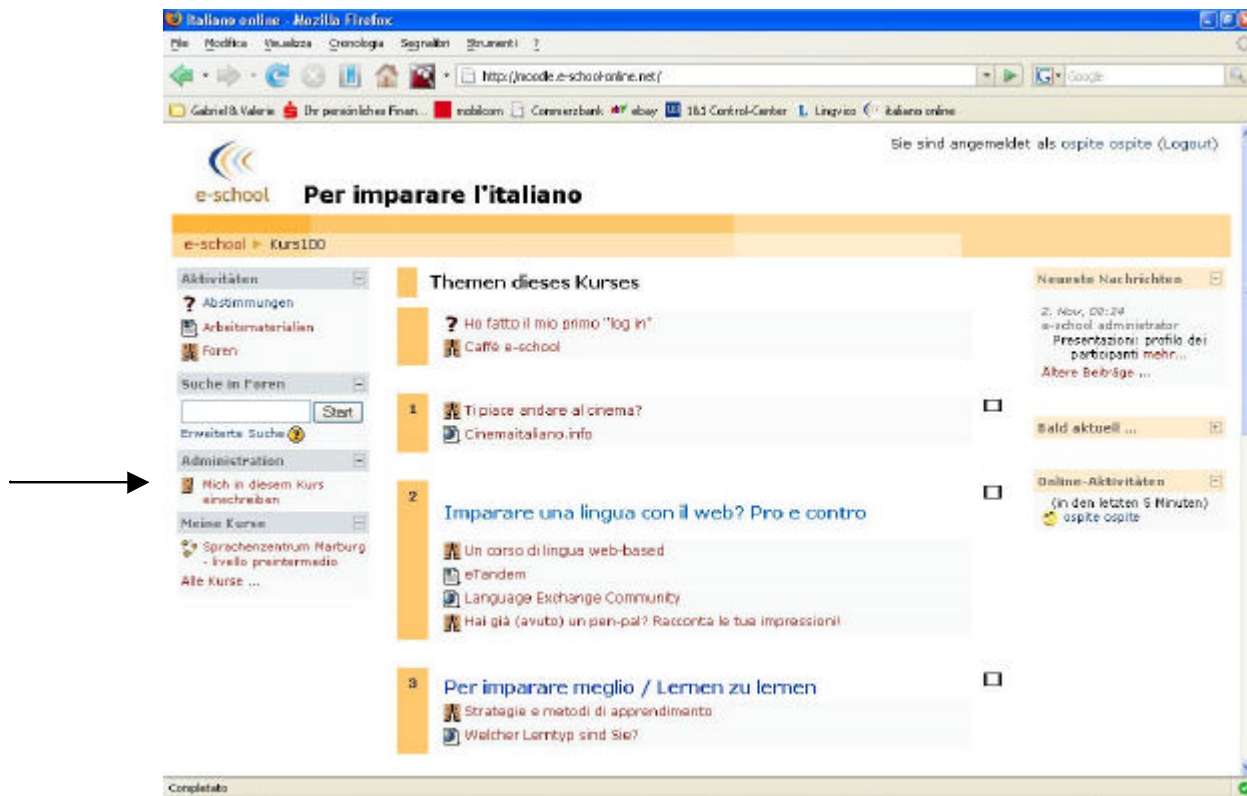 italiano online - Mozilla Firefox
File Modifica Visualizza Cronologia Segnalibri Strumenti ?
http://moodle.e-school-online.net/
G Google
Gabriel & Valerie Ihr persönliches Finan... mobilcom Commerzbank ebay 1&1 Control-Center Lingvico italiano online
Sie sind angemeldet als ospite ospite (Logout)
e-school
Per imparare l'italiano
e-school ► Kurs100
Aktivitäten
Abstimmungen
Arbeitsmaterialien
Foren
Suche in Foren
Start
Erweiterte Suche ?
Administration
Mich in diesem Kurs
einschreiben
Meine Kurse
Sprachenzentrum Marburg
- livello preintermedio
Alle Kurse ...
Themen dieses Kurses
? Ho fatto il mio primo "log in"
Caffè e-school
1
Ti piace andare al cinema?
Cinemaitaliano.info
2
Imparare una lingua con il web? Pro e contro
Un corso di lingua web-based
eTandem
Language Exchange Community
Hai già (avuto) un pen-pal? Racconta le tue impressioni!
3
Per imparare meglio / Lernen zu lernen
Strategie e metodi di apprendimento
Welcher Lerntyp sind Sie?
Neueste Nachrichten
2. Nov, 08:24
e-school administrator
Presentazioni: profilo dei
participanti mehr...
Ältere Beiträge ...
Bald aktuell ...
Online-Aktivitäten
(in den letzten 5 Minuten)
ospite ospite
Completato